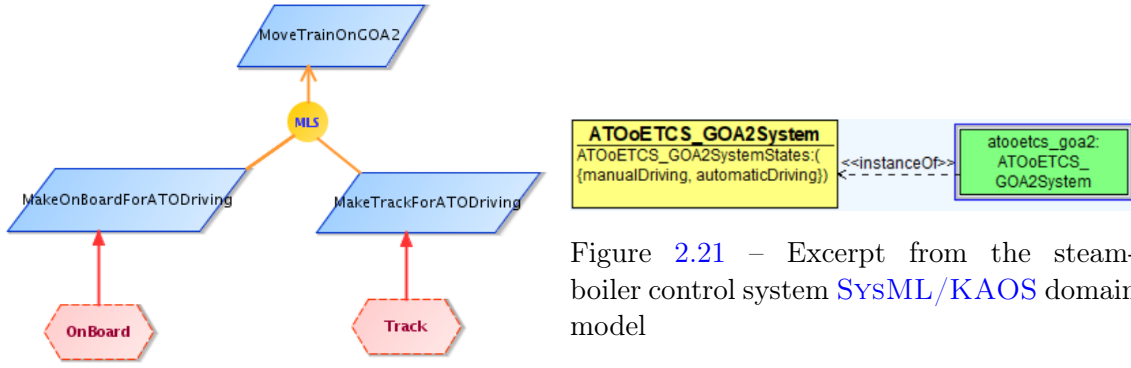 MoveTrainOnGOA2
MLS
MakeOnBoardForATODriving
MakeTrackForATODriving
OnBoard
Track
ATOoETCS_GOA2System
ATOoETCS_GOA2SystemStates:(
{manualDriving, automaticDriving})
<<instanceOf>>
atooetcs_goa2:
ATOoETCS_
GOA2System
Figure 2.21 – Excerpt from the steam-
boiler control system SysML/KAOS domain
model